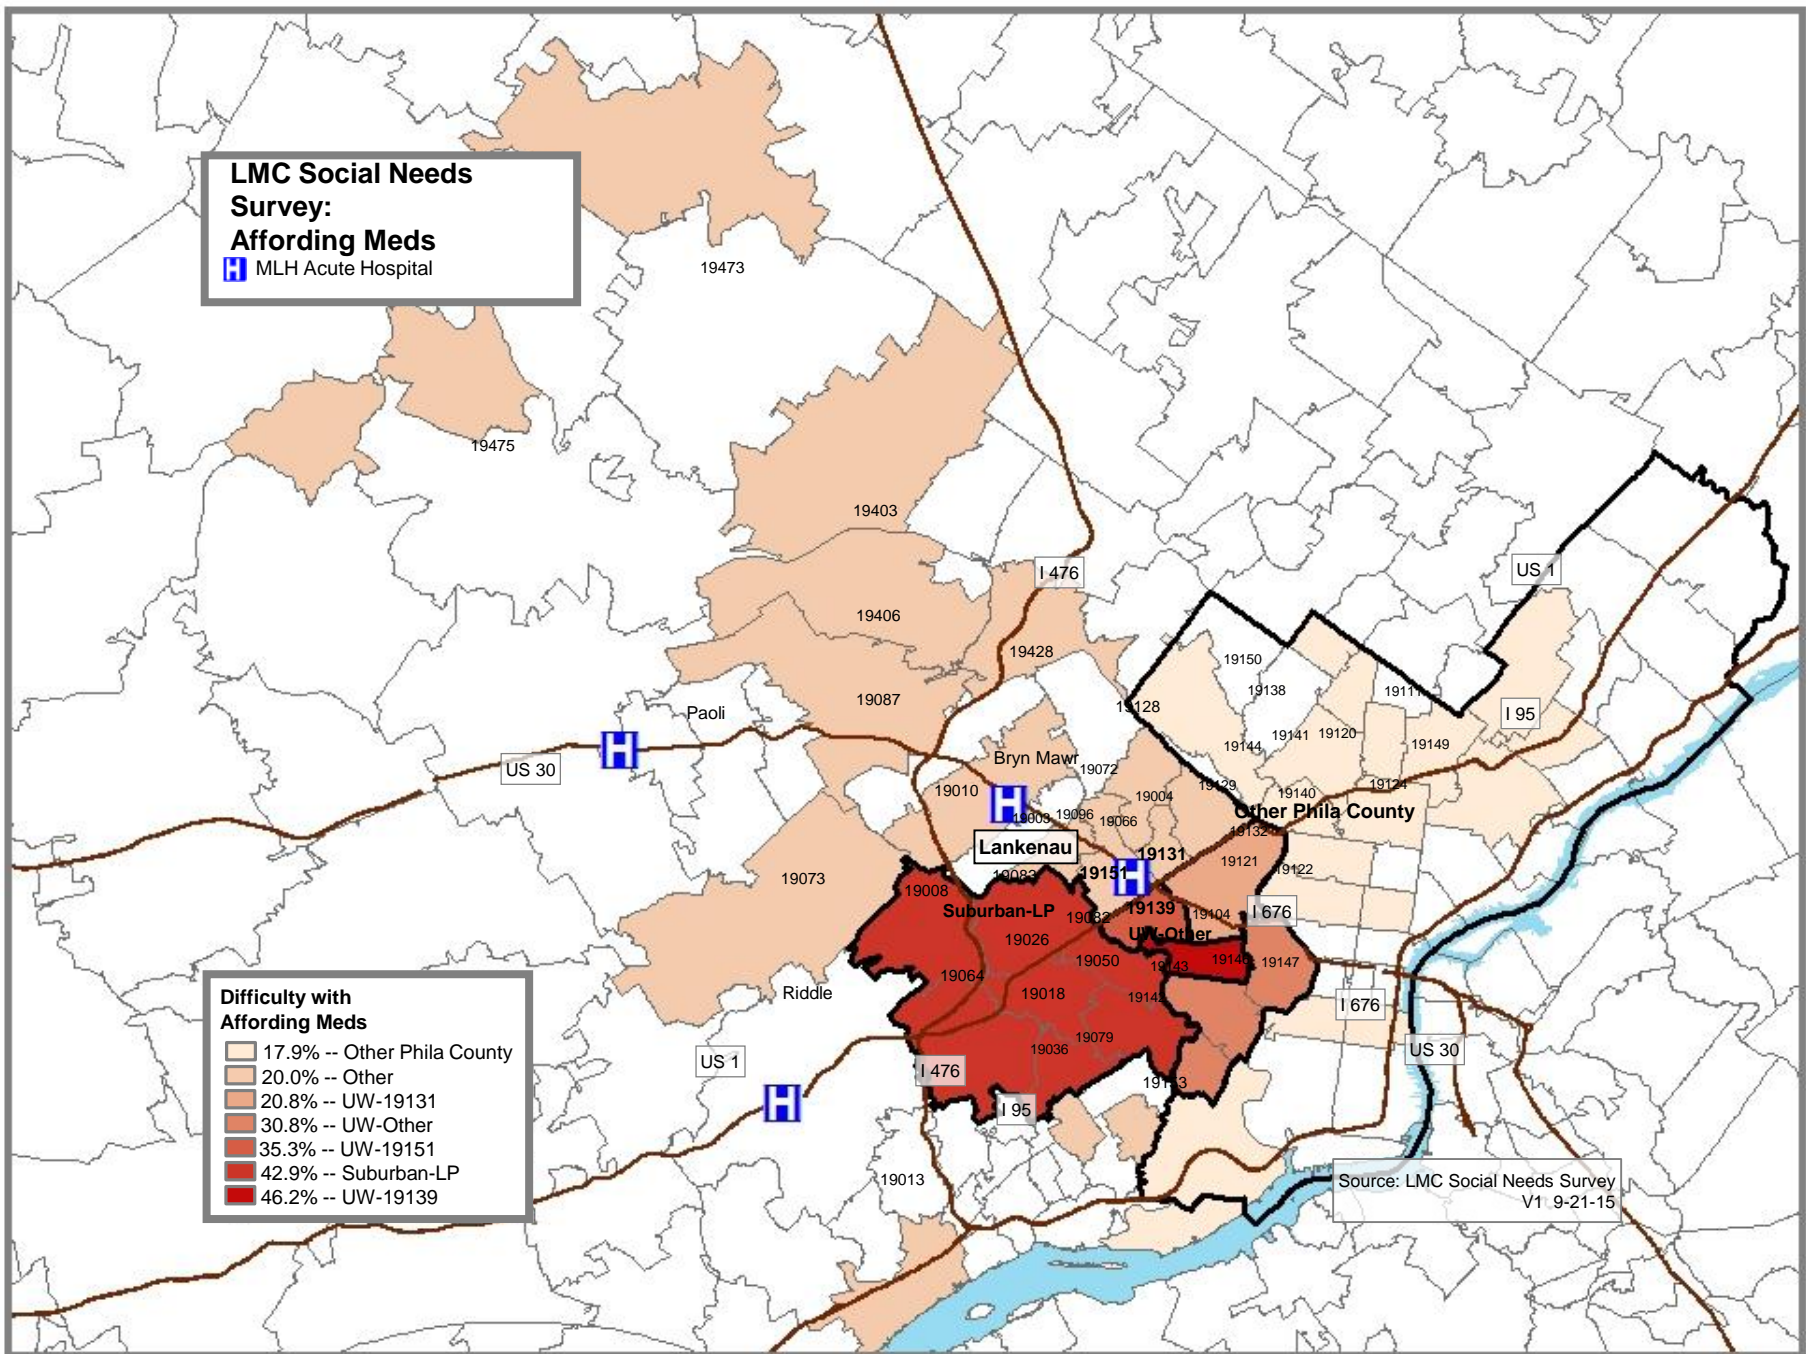 LMC Social Needs
Survey:
Affording Meds
MLH Acute Hospital
19473
19475
19403
I 476
US 1
19406
19428
19150
19138
19111
19087
Paoli
19128
I 95
19144
19141
19120
19149
Bryn Mawr
19072
US 30
19010
19004
19129
19140
19124
19003
19096
19066
Other Phila County
19132
Lankenau
19131
19121
19122
19073
19008
19083
19151
Suburban-LP
19082
19139
19104
I 676
19026
UW-Other
19064
19050
19143
19146
19147
Riddle
19018
19142
I 676
19036
19079
US 30
US 1
I 476
I 95
19013
Difficulty with
Affording Meds
17.9% -- Other Phila County
20.0% -- Other
20.8% -- UW-19131
30.8% -- UW-Other
35.3% -- UW-19151
42.9% -- Suburban-LP
46.2% -- UW-19139
Source: LMC Social Needs Survey
V1 9-21-15